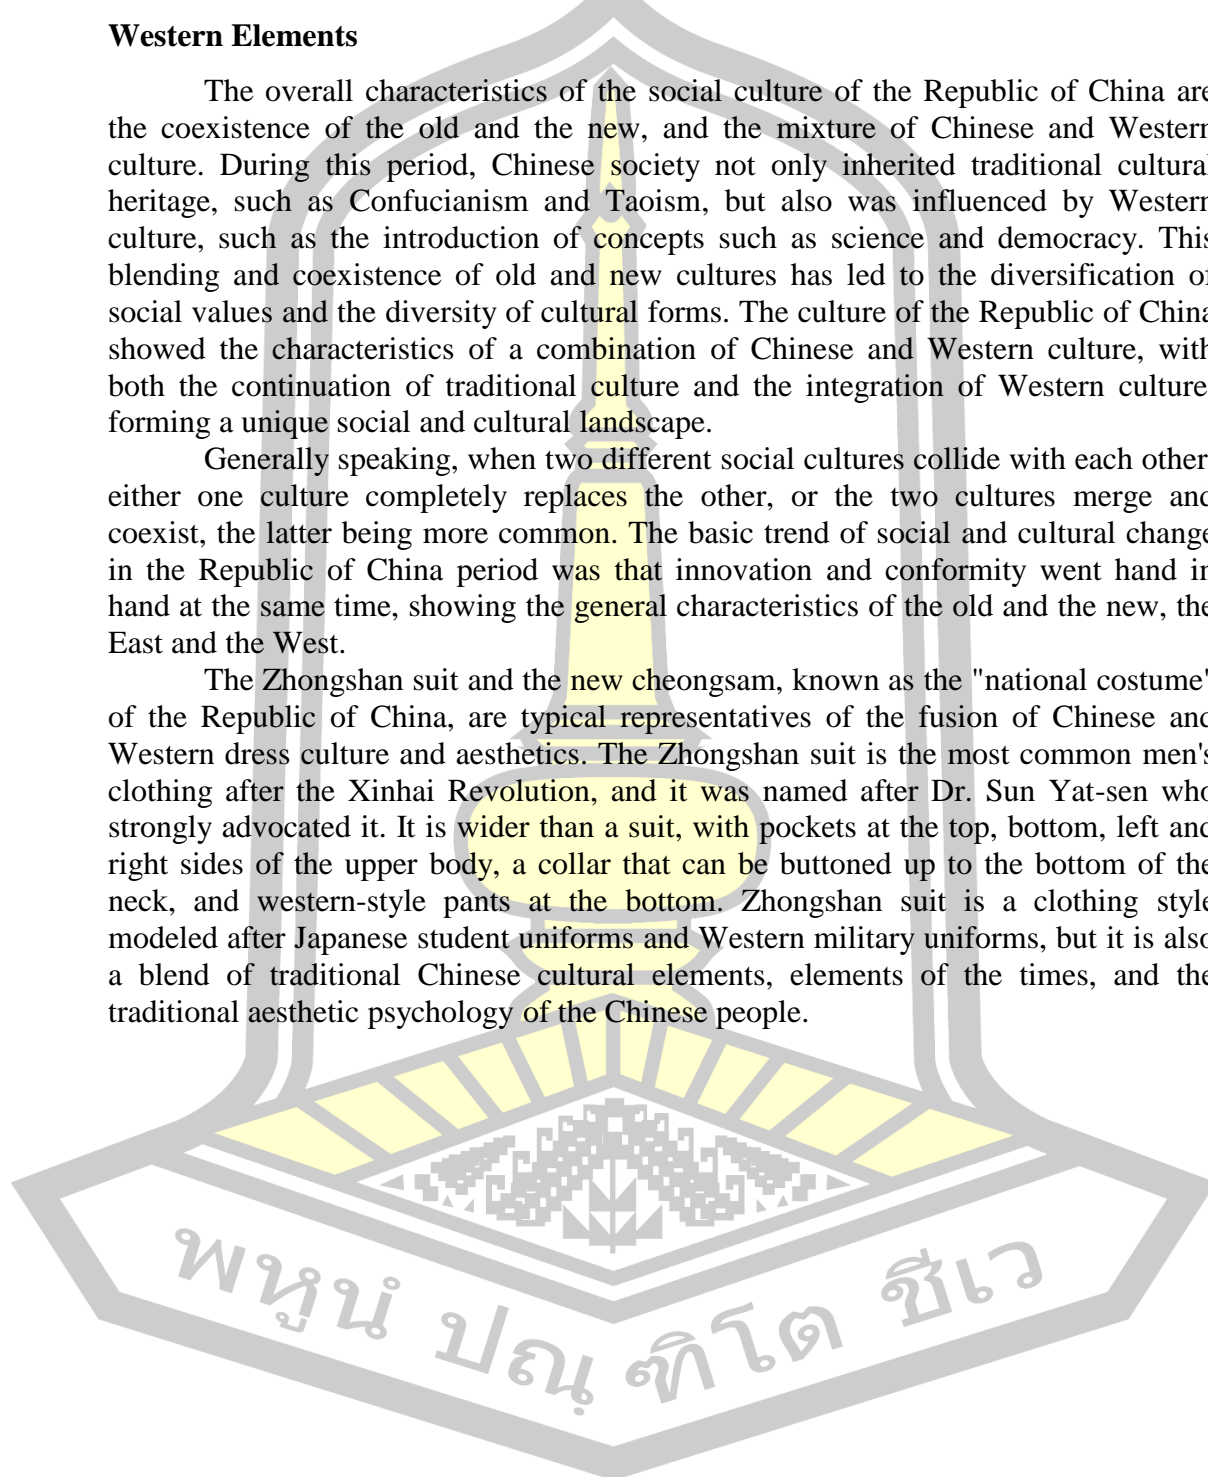 Western Elements
The overall characteristics of the social culture of the Republic of China are
the coexistence of the old and the new, and the mixture of Chinese and Western
culture. During this period, Chinese society not only inherited traditional cultural
heritage, such as Confucianism and Taoism, but also was influenced by Western
culture, such as the introduction of concepts such as science and democracy. This
blending and coexistence of old and new cultures has led to the diversification of
social values and the diversity of cultural forms. The culture of the Republic of China
showed the characteristics of a combination of Chinese and Western culture, with
both the continuation of traditional culture and the integration of Western culture
forming a unique social and cultural landscape.
Generally speaking, when two different social cultures collide with each other
either one culture completely replaces the other, or the two cultures merge and
coexist, the latter being more common. The basic trend of social and cultural change
in the Republic of China period was that innovation and conformity went hand in
hand at the same time, showing the general characteristics of the old and the new, the
East and the West.
The Zhongshan suit and the new cheongsam, known as the "national costume"
of the Republic of China, are typical representatives of the fusion of Chinese and
Western dress culture and aesthetics. The Zhongshan suit is the most common men's
clothing after the Xinhai Revolution, and it was named after Dr. Sun Yat-sen who
strongly advocated it. It is wider than a suit, with pockets at the top, bottom, left and
right sides of the upper body, a collar that can be buttoned up to the bottom of the
neck, and western-style pants at the bottom. Zhongshan suit is a clothing style
modeled after Japanese student uniforms and Western military uniforms, but it is also
a blend of traditional Chinese cultural elements, elements of the times, and the
traditional aesthetic psychology of the Chinese people.
พหูนํ ปณฺฑิโต ชีเว